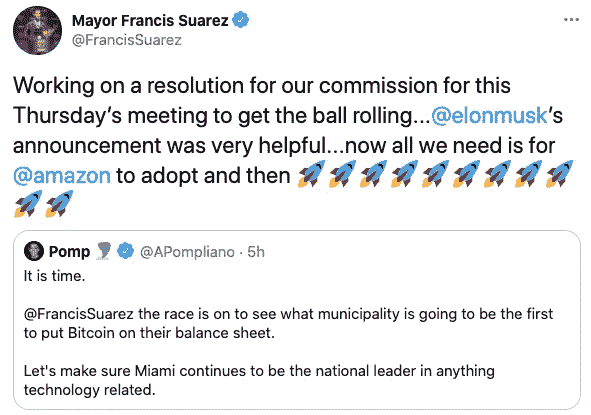 Mayor Francis Suarez
@FrancisSuarez
Working on a resolution for our commission for this
Thursday's meeting to get the ball rolling...@elonmusk's
announcement was very helpful...now all we need is for
@amazon to adopt and then 🚀🚀🚀🚀🚀🚀🚀🚀🚀
🚀🚀
Pomp 🌪 @APompliano · 5h
It is time.
@FrancisSuarez the race is on to see what municipality is going to be the first
to put Bitcoin on their balance sheet.
Let's make sure Miami continues to be the national leader in anything
technology related.